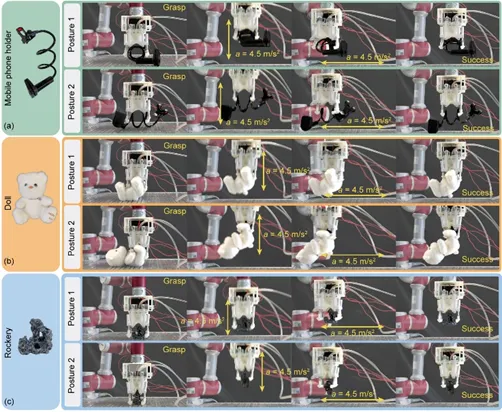 Mobile phone holder
(a)
Posture 1
Grasp
a = 4.5 m/s²
a = 4.5 m/s²
Success
Posture 2
Grasp
a = 4.5 m/s²
a = 4.5 m/s²
Success
Doll
(b)
Posture 1
Grasp
a = 4.5 m/s²
a = 4.5 m/s²
Success
Posture 2
Grasp
a = 4.5 m/s²
a = 4.5 m/s²
Success
Rockery
(c)
Posture 1
Grasp
a = 4.5 m/s²
a = 4.5 m/s²
Success
Posture 2
Grasp
a = 4.5 m/s²
a = 4.5 m/s²
Success